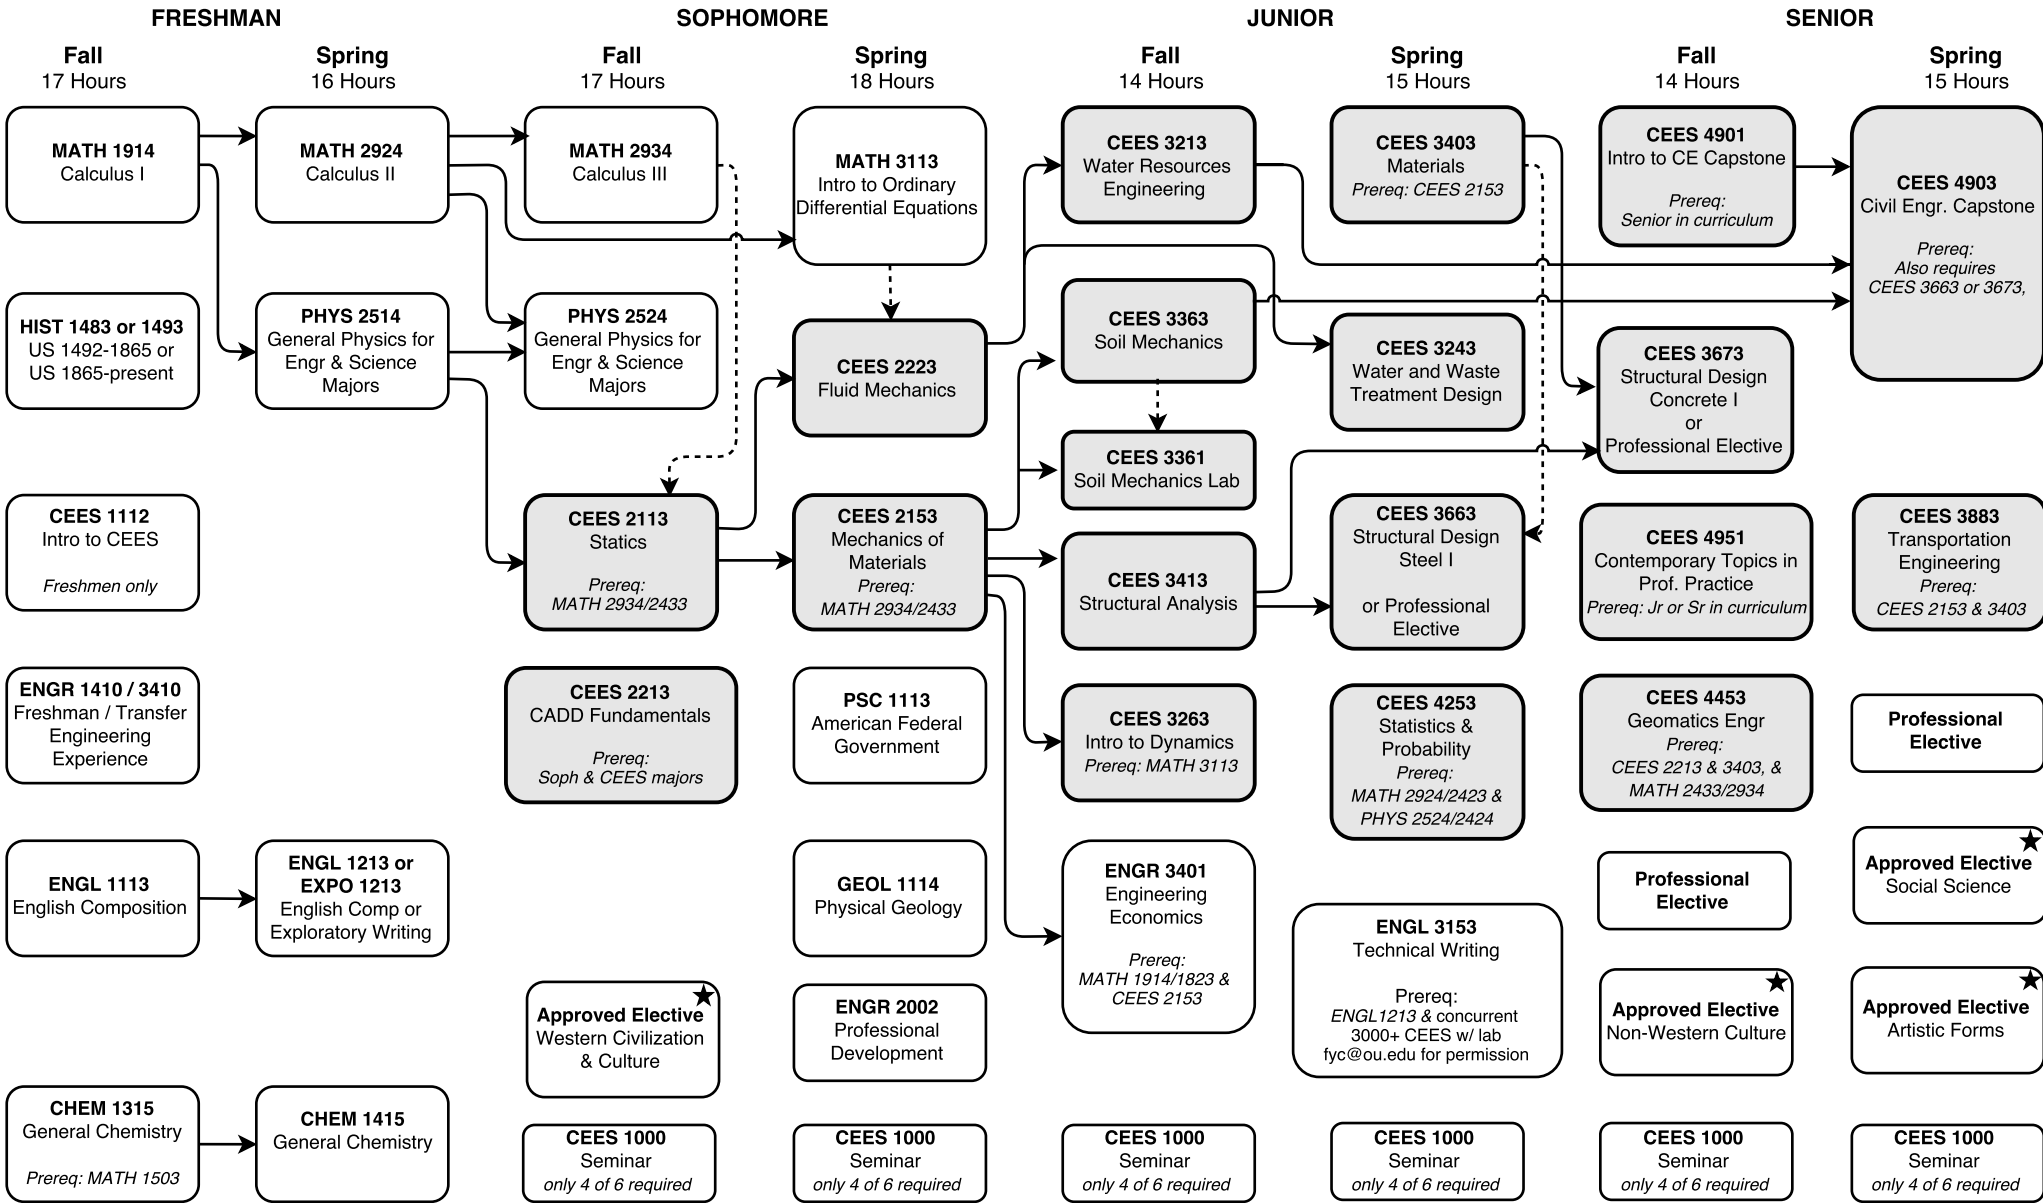 FRESHMAN
SOPHOMORE
JUNIOR
SENIOR
Fall
17 Hours
Spring
16 Hours
Fall
17 Hours
Spring
18 Hours
Fall
14 Hours
Spring
15 Hours
Fall
14 Hours
Spring
15 Hours
MATH 1914
Calculus I
HIST 1483 or 1493
US 1492-1865 or
US 1865-present
CEES 1112
Intro to CEES
Freshmen only
ENGR 1410 / 3410
Freshman / Transfer
Engineering
Experience
ENGL 1113
English Composition
CHEM 1315
General Chemistry
Prereq: MATH 1503
MATH 2924
Calculus II
PHYS 2514
General Physics for
Engr & Science
Majors
ENGL 1213 or
EXPO 1213
English Comp or
Exploratory Writing
CHEM 1415
General Chemistry
MATH 2934
Calculus III
PHYS 2524
General Physics for
Engr & Science
Majors
CEES 2113
Statics
Prereq:
MATH 2934/2433
CEES 2213
CADD Fundamentals
Prereq:
Soph & CEES majors
Approved Elective
Western Civilization
& Culture
CEES 1000
Seminar
only 4 of 6 required
MATH 3113
Intro to Ordinary
Differential Equations
CEES 2223
Fluid Mechanics
CEES 2153
Mechanics of
Materials
Prereq:
MATH 2934/2433
PSC 1113
American Federal
Government
GEOL 1114
Physical Geology
ENGR 2002
Professional
Development
CEES 1000
Seminar
only 4 of 6 required
CEES 3213
Water Resources
Engineering
CEES 3363
Soil Mechanics
CEES 3361
Soil Mechanics Lab
CEES 3413
Structural Analysis
CEES 3263
Intro to Dynamics
Prereq: MATH 3113
ENGR 3401
Engineering
Economics
Prereq:
MATH 1914/1823 &
CEES 2153
CEES 1000
Seminar
only 4 of 6 required
CEES 3403
Materials
Prereq: CEES 2153
CEES 3243
Water and Waste
Treatment Design
CEES 3663
Structural Design
Steel I
or Professional
Elective
CEES 4253
Statistics &
Probability
Prereq:
MATH 2924/2423 &
PHYS 2524/2424
ENGL 3153
Technical Writing
Prereq:
ENGL1213 & concurrent
3000+ CEES w/ lab
fyc@ou.edu for permission
CEES 1000
Seminar
only 4 of 6 required
CEES 4901
Intro to CE Capstone
Prereq:
Senior in curriculum
CEES 3673
Structural Design
Concrete I
or
Professional Elective
CEES 4951
Contemporary Topics in
Prof. Practice
Prereq: Jr or Sr in curriculum
CEES 4453
Geomatics Engr
Prereq:
CEES 2213 & 3403, &
MATH 2433/2934
Professional
Elective
Approved Elective
Non-Western Culture
CEES 1000
Seminar
only 4 of 6 required
CEES 4903
Civil Engr. Capstone
Prereq:
Also requires
CEES 3663 or 3673,
CEES 3883
Transportation
Engineering
Prereq:
CEES 2153 & 3403
Professional
Elective
Approved Elective
Social Science
Approved Elective
Artistic Forms
CEES 1000
Seminar
only 4 of 6 required